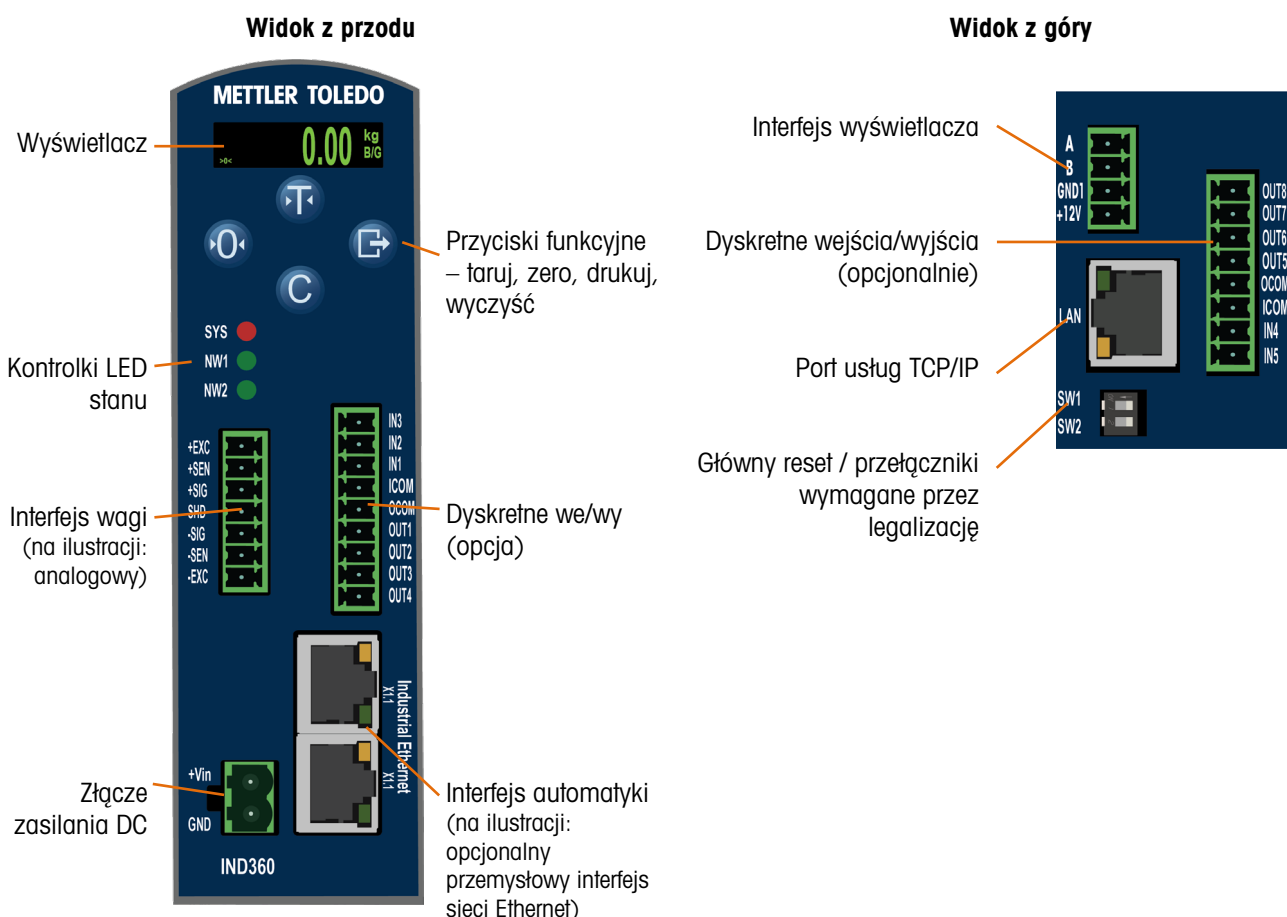 Widok z przodu
METTLER TOLEDO
0.00
kg
B/G
>0<
Wyświetlacz
T
0
C
Przyciski funkcyjne
– taruj, zero, drukuj,
wyczyść
SYS
NW1
NW2
Kontrolki LED
stanu
+EXC
+SEN
+SIG
SHD
-SIG
-SEN
-EXC
Interfejs wagi
(na ilustracji:
analogowy)
IN3
IN2
IN1
ICOM
OCOM
OUT1
OUT2
OUT3
OUT4
Dyskretne we/wy
(opcja)
X1.1
X1.1
Industrial Ethernet
+Vin
GND
Złącze
zasilania DC
IND360
Interfejs automatyki
(na ilustracji:
opcjonalny
przemysłowy interfejs
sieci Ethernet)
Widok z góry
Interfejs wyświetlacza
A
B
GND1
+12V
Dyskretne wejścia/wyjścia
(opcjonalnie)
OUT8
OUT7
OUT6
OUT5
OCOM
ICOM
IN4
IN5
LAN
Port usług TCP/IP
SW1
SW2
Główny reset / przełączniki
wymagane przez
legalizację